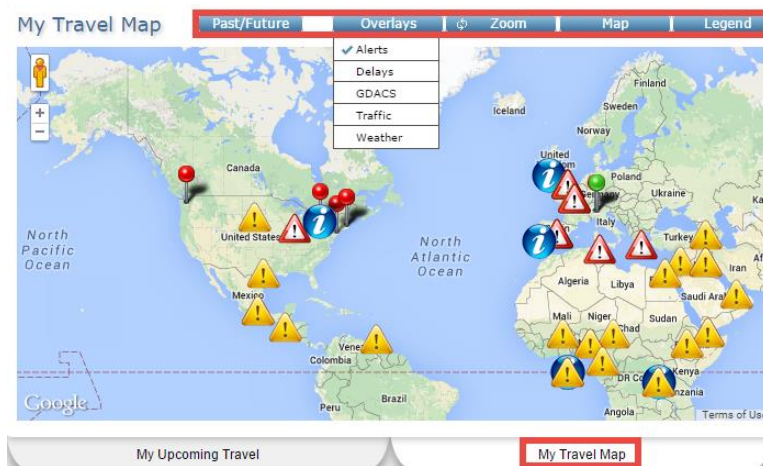 My Travel Map
Past/Future
Overlays
Zoom
Map
Legend
Alerts
Delays
GDACS
Traffic
Weather
Finland
Iceland
Sweden
Norway
United
Canada
Poland
Ukraine
Germany
Italy
North
Pacific
Ocean
United States
North
Atlantic
Ocean
Turkey
Iran
Algeria
Libya
Saudi Ara
Mexico
Mali
Niger
Sudan
Chad
Venez
Colombia
Kenya
DR Co
nzania
Brazil
Peru
Angola
Google
Terms of Us
My Upcoming Travel
My Travel Map